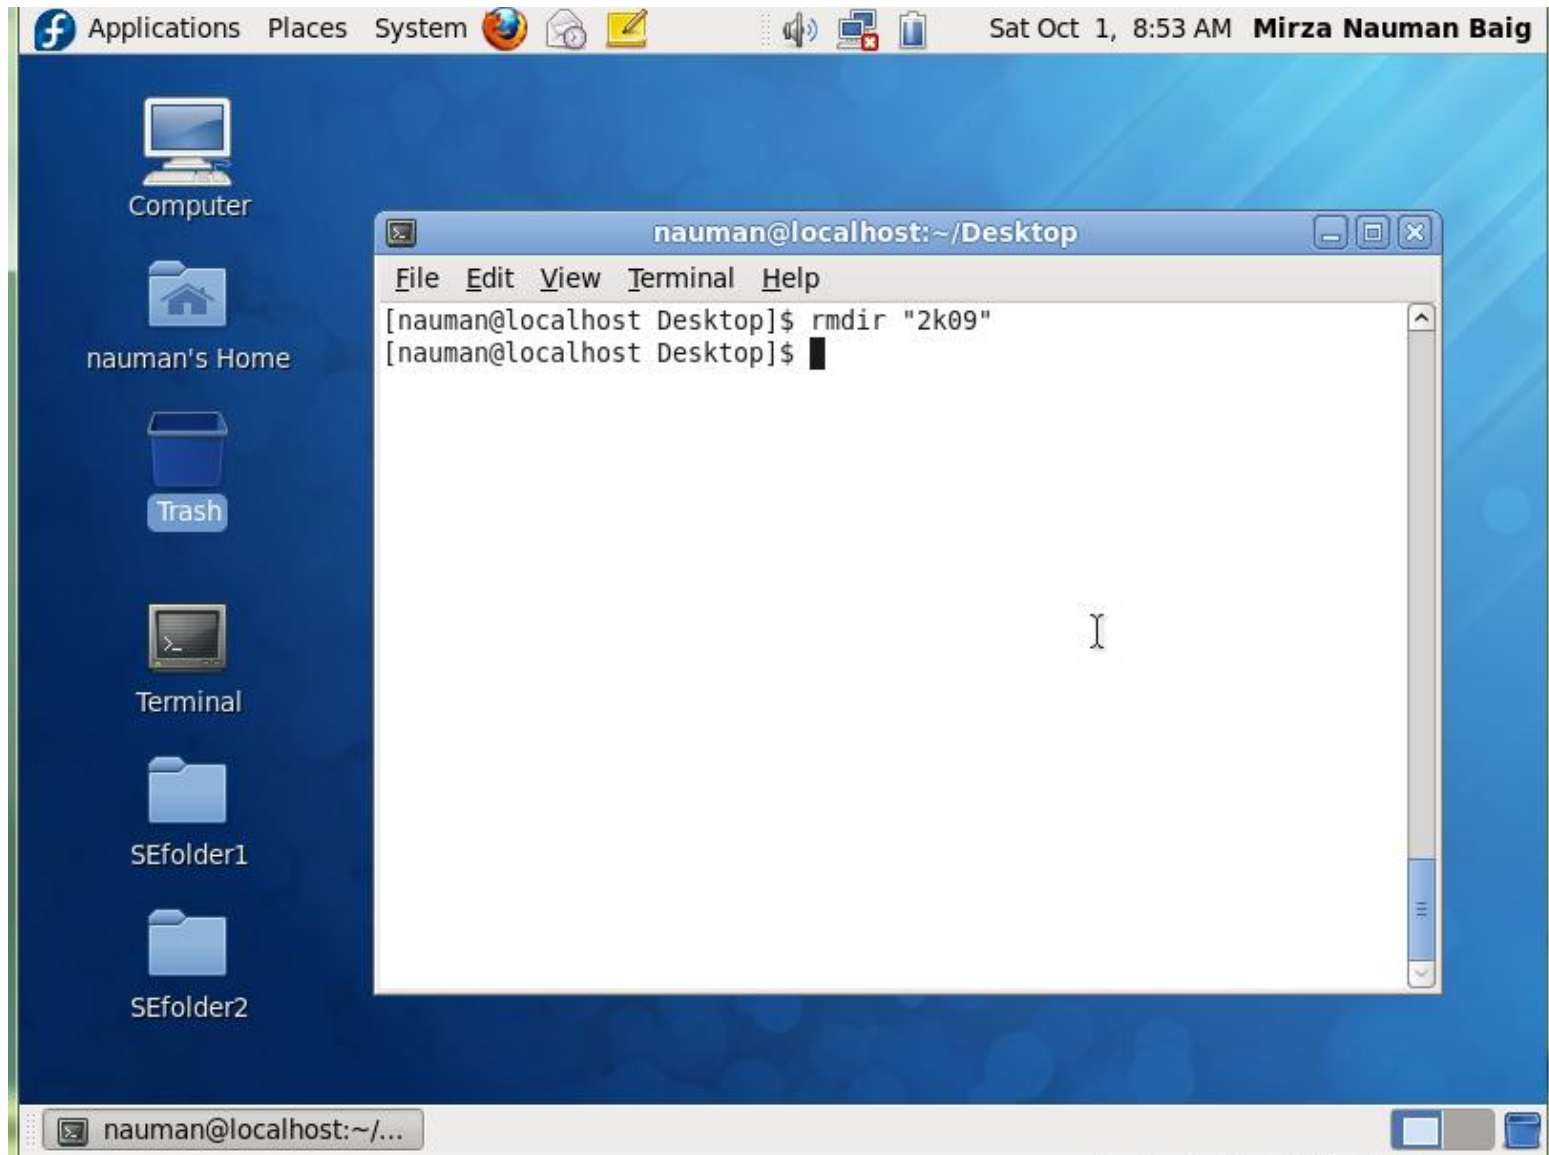 Applications Places System Sat Oct 1, 8:53 AM Mirza Nauman Baig
Computer
nauman's Home
Trash
Terminal
SEfolder1
SEfolder2
nauman@localhost:~/Desktop
File Edit View Terminal Help
[nauman@localhost Desktop]$ rmdir "2k09"
[nauman@localhost Desktop]$
nauman@localhost:~/...